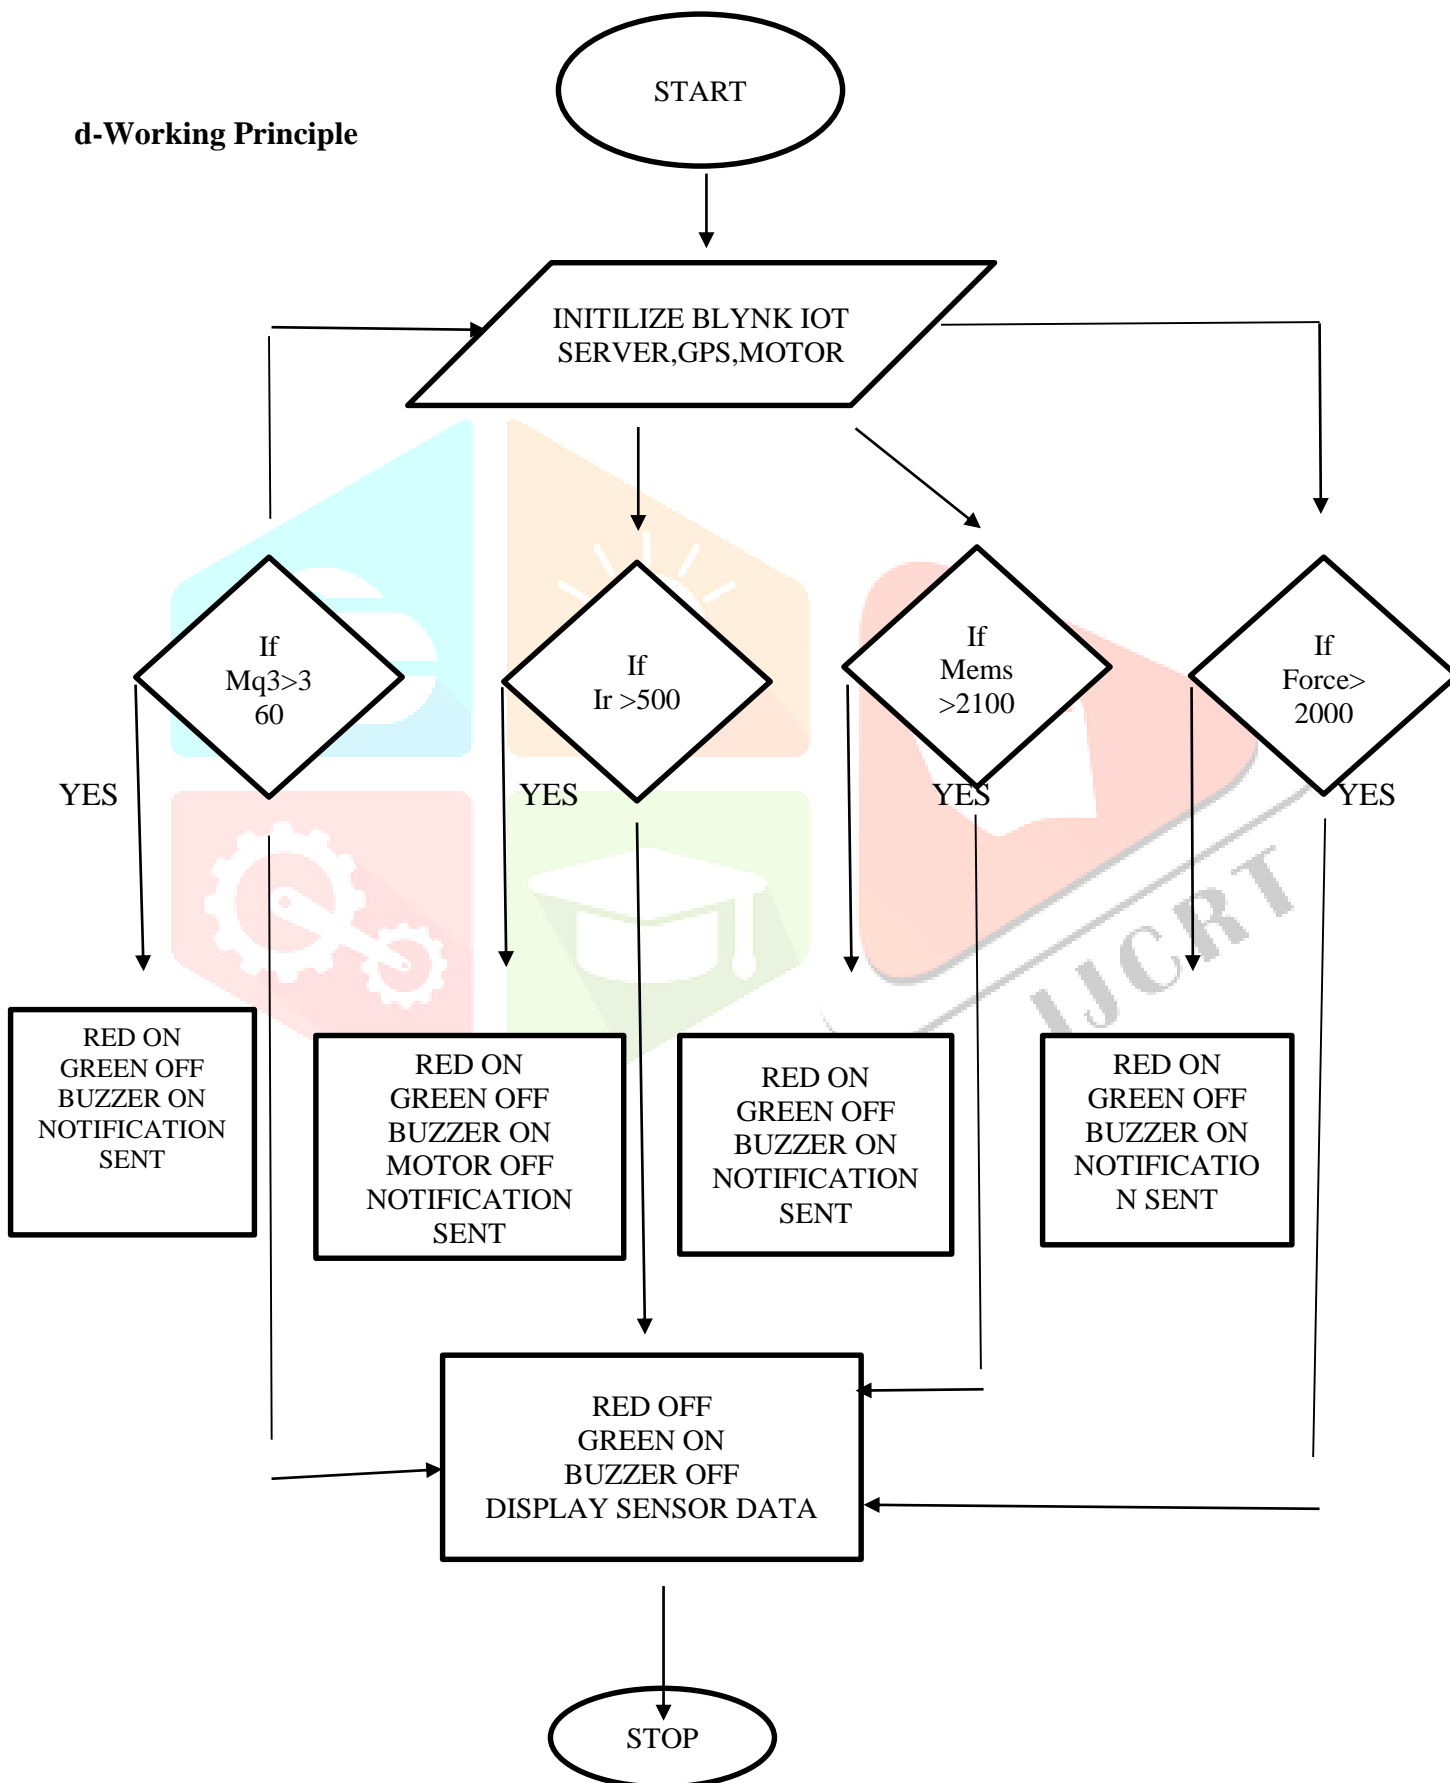 START
d-Working Principle
INITILIZE BLYNK IOT
SERVER,GPS,MOTOR
If
Mq3>3
60
If
Ir >500
If
Mems
>2100
If
Force>
2000
YES
YES
YES
YES
IJCRT
RED ON
GREEN OFF
BUZZER ON
NOTIFICATION
SENT
RED ON
GREEN OFF
BUZZER ON
MOTOR OFF
NOTIFICATION
SENT
RED ON
GREEN OFF
BUZZER ON
NOTIFICATION
SENT
RED ON
GREEN OFF
BUZZER ON
NOTIFICATIO
N SENT
RED OFF
GREEN ON
BUZZER OFF
DISPLAY SENSOR DATA
STOP